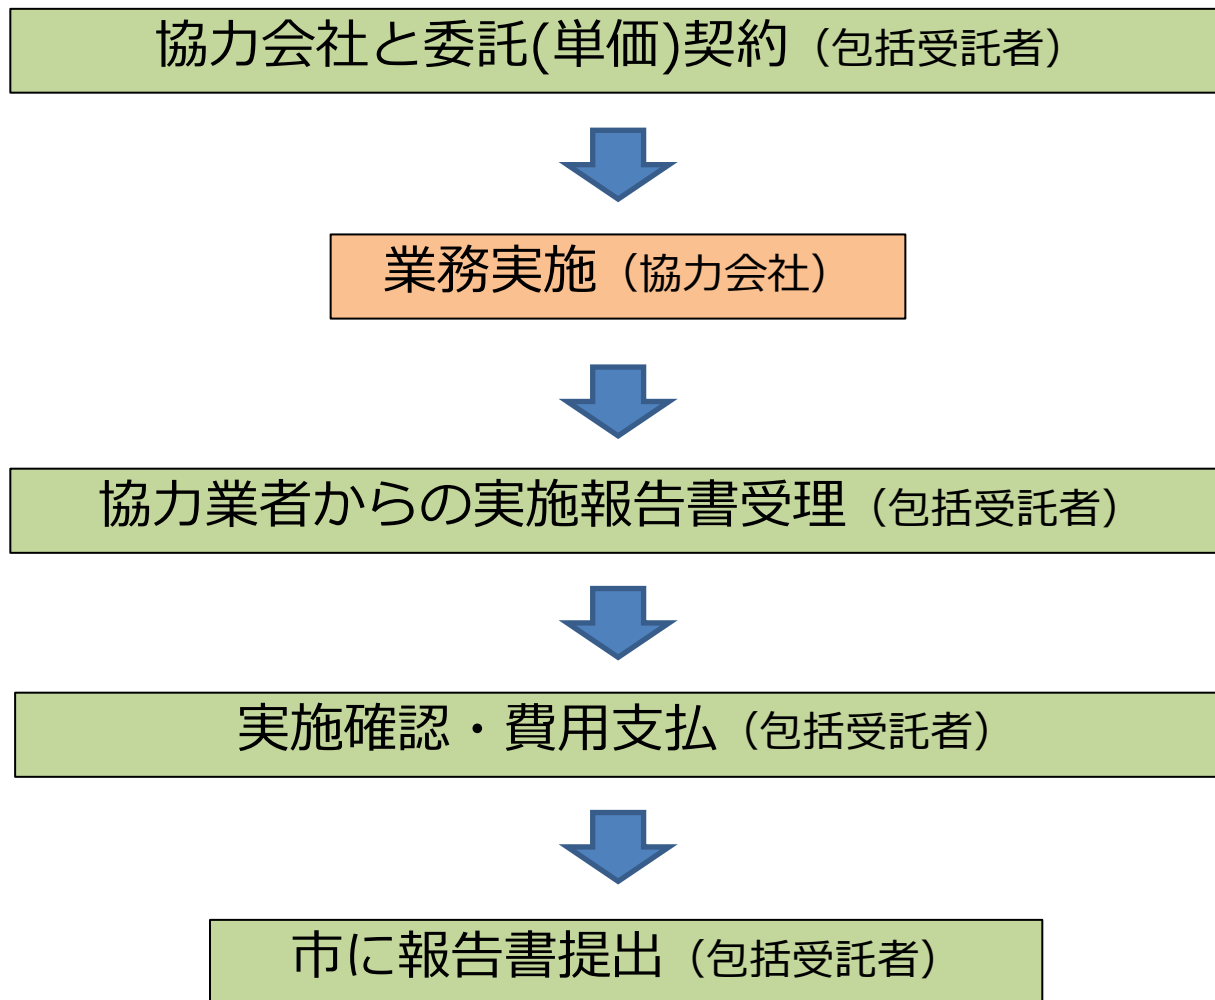 協力会社と委託(単価)契約（包括受託者）
業務実施（協力会社）
協力業者からの実施報告書受理（包括受託者）
実施確認・費用支払（包括受託者）
市に報告書提出（包括受託者）